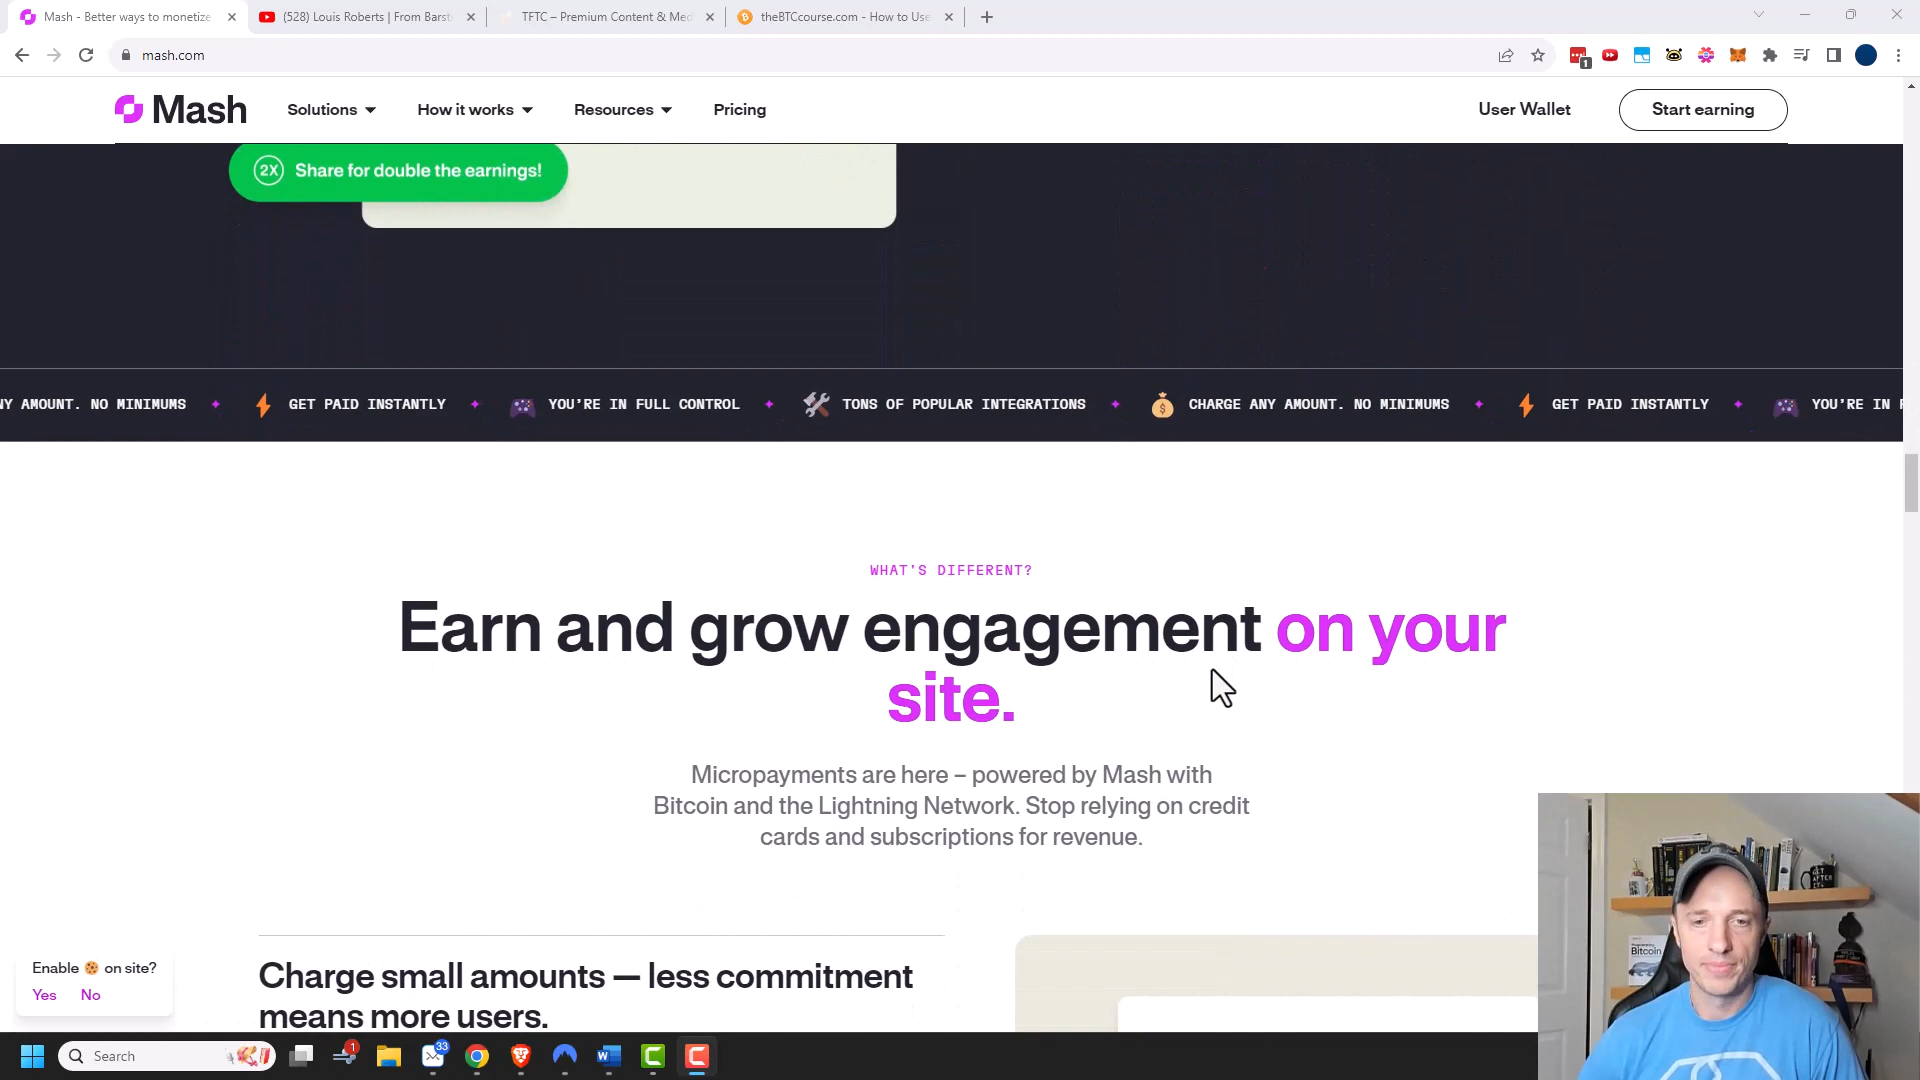 Mash - Better ways to monetize
(528) Louis Roberts | From Barst
TFTC – Premium Content & Med
theBTCcourse.com - How to Use
mash.com
1
Mash
Solutions
How it works
Resources
Pricing
User Wallet
Start earning
2X Share for double the earnings!
NY AMOUNT. NO MINIMUMS
GET PAID INSTANTLY
YOU'RE IN FULL CONTROL
TONS OF POPULAR INTEGRATIONS
CHARGE ANY AMOUNT. NO MINIMUMS
GET PAID INSTANTLY
YOU'RE IN F
WHAT'S DIFFERENT?
Earn and grow engagement on your
site.
Micropayments are here – powered by Mash with
Bitcoin and the Lightning Network. Stop relying on credit
cards and subscriptions for revenue.
Charge small amounts — less commitment
means more users.
Enable 🍪 on site?
Yes No
Bitcoin
Search
1
33